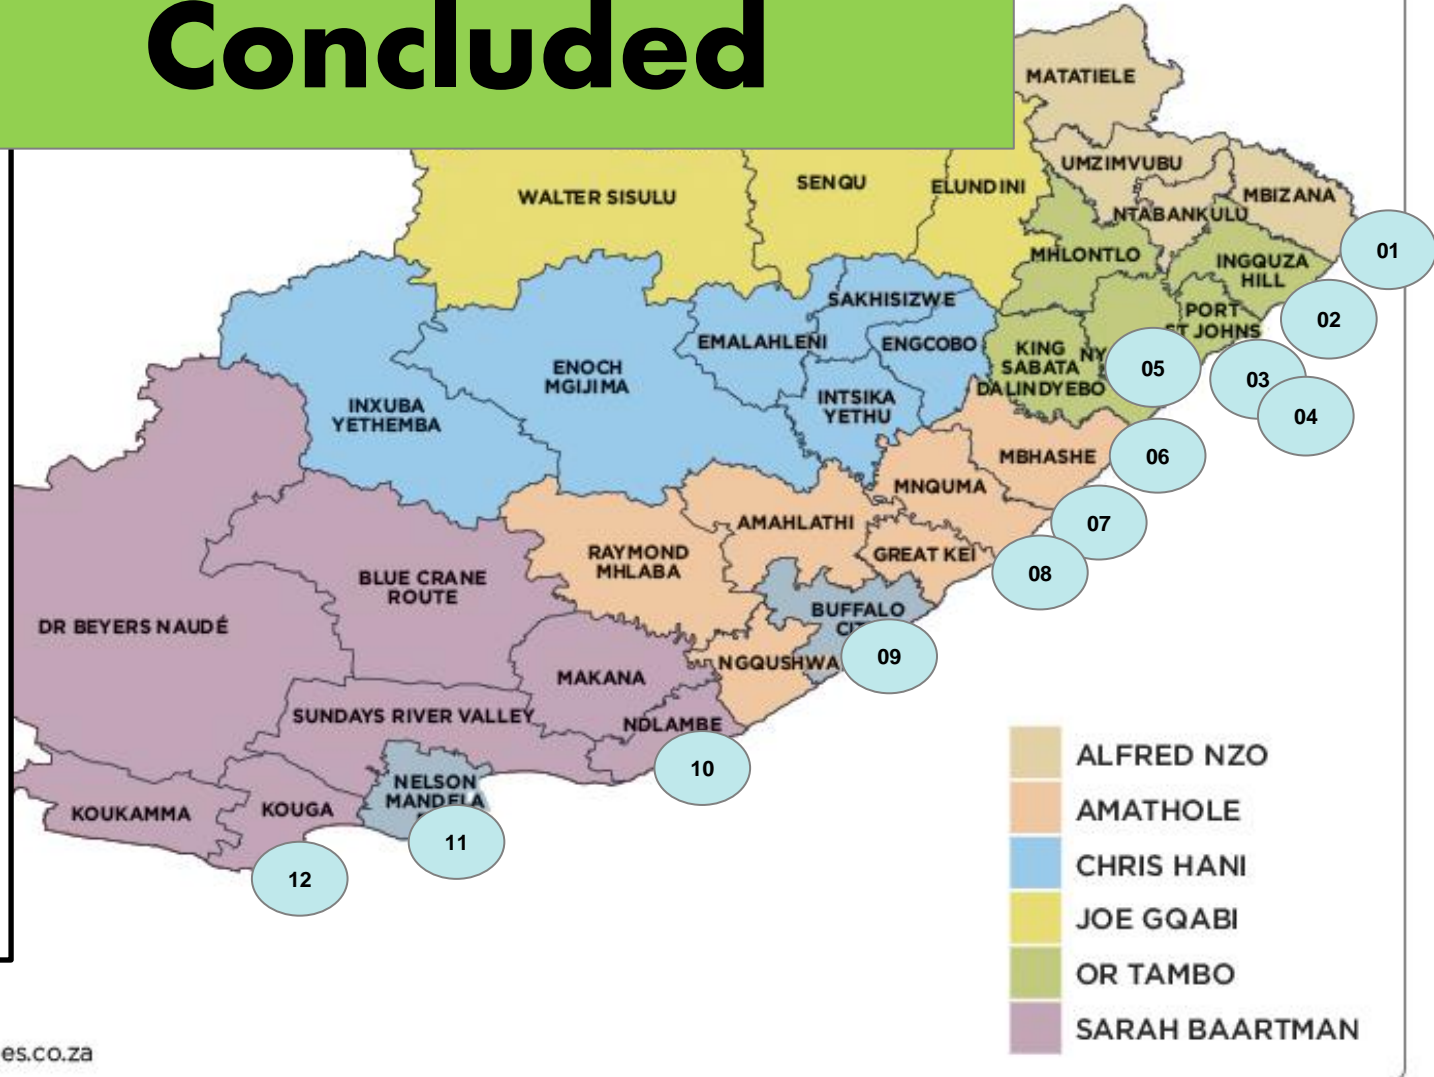 Concluded
MATATIELE
UMZIMVUBU
MBIZANA
NTABANKULU
WALTER SISULU
SENQU
ELUNDINI
MHLONTLO
INGQUZA
HILL
01
SAKHISIZWE
PORT
ST JOHNS
02
EMALAHLENI
ENGCOBO
KING
SABATA
DALINDYEBO
NY
05
03
04
ENOCH
MGIJIMA
INTSIKA
YETHU
INXUBA
YETHEMBA
MBHASHE
06
MNQUMA
07
AMAHLATHI
GREAT KEI
08
RAYMOND
MHLABA
BLUE CRANE
ROUTE
BUFFALO
CIT
09
DR BEYERS NAUDÉ
NGQUSHWA
MAKANA
SUNDAYS RIVER VALLEY
NDLAMBE
10
NELSON
MANDELA
11
KOUKAMMA
KOUGA
12
ALFRED NZO
AMATHOLE
CHRIS HANI
JOE GQABI
OR TAMBO
SARAH BAARTMAN
es.co.za